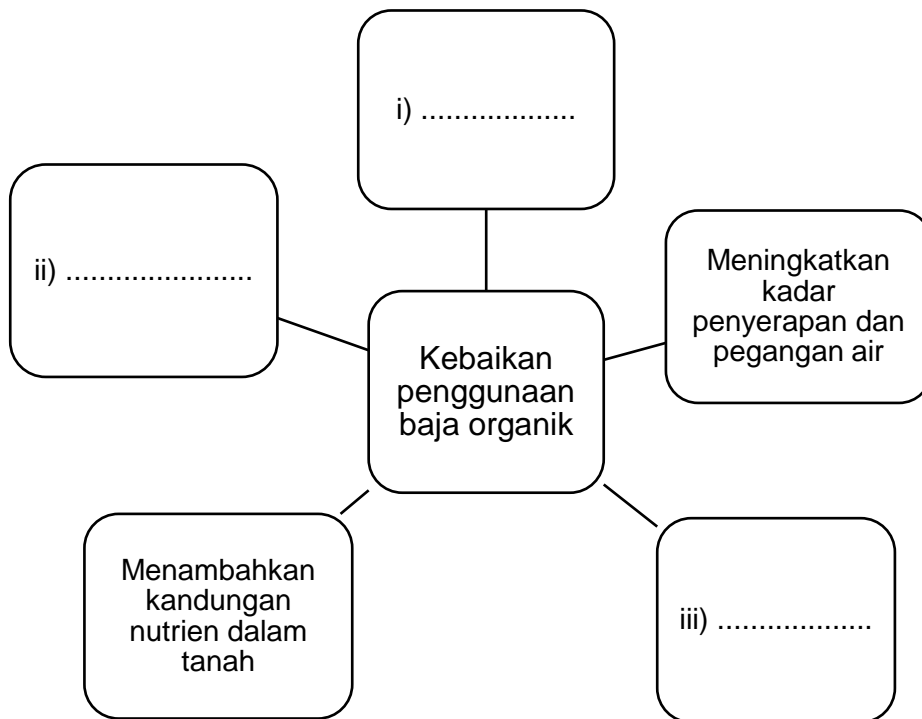 i) ...................
ii) .......................
Meningkatkan
kadar
penyerapan dan
pegangan air
Kebaikan
penggunaan
baja organik
Menambahkan
kandungan
nutrien dalam
tanah
iii) ...................